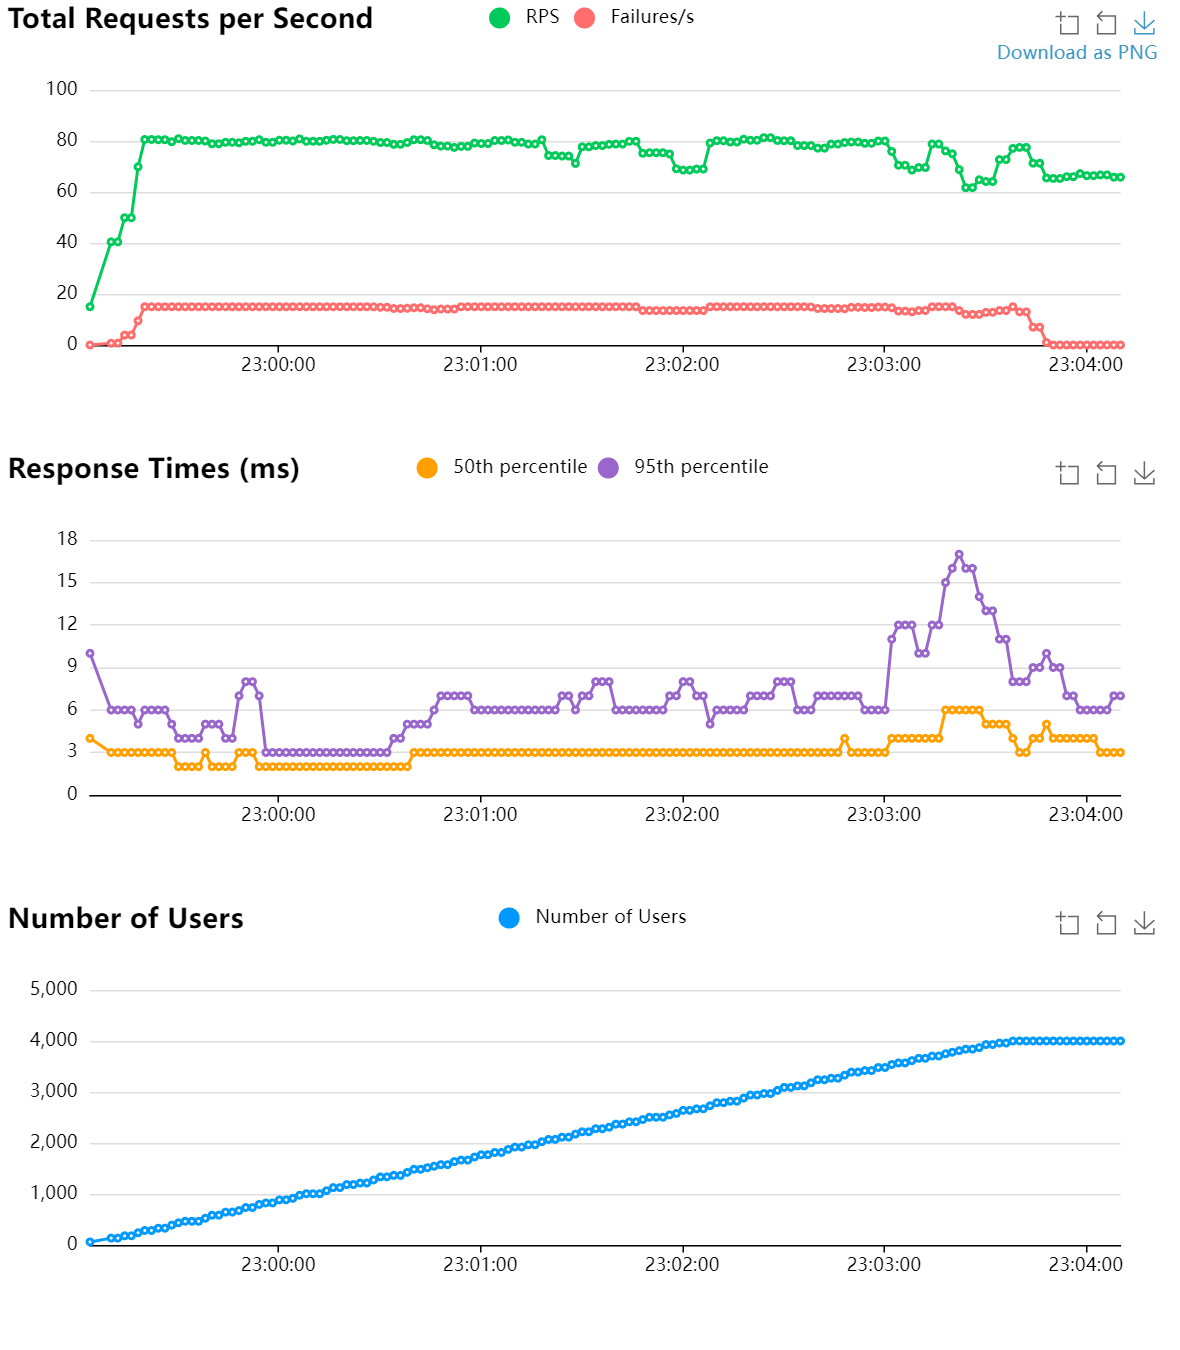 Total Requests per Second
RPS Failures/s
Download as PNG
100
80
60
40
20
0
23:00:00 23:01:00 23:02:00 23:03:00 23:04:00
Response Times (ms)
50th percentile 95th percentile
18
15
12
9
6
3
0
23:00:00 23:01:00 23:02:00 23:03:00 23:04:00
Number of Users
Number of Users
5,000
4,000
3,000
2,000
1,000
0
23:00:00 23:01:00 23:02:00 23:03:00 23:04:00